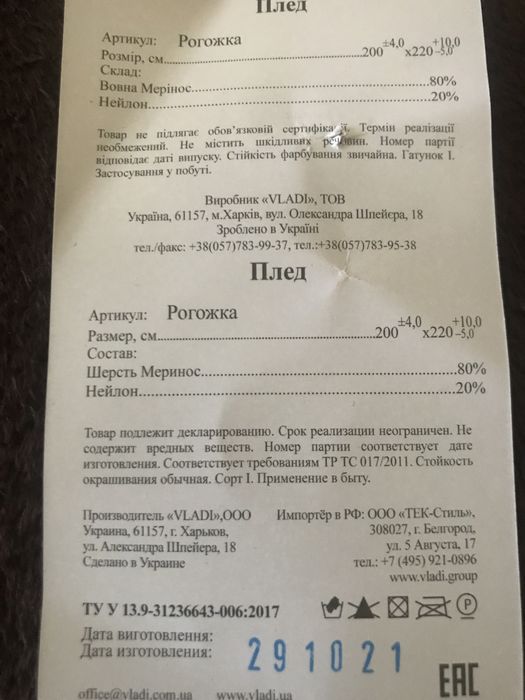 Плед
Артикул: Рогожка
Розмір, см..........200±4,0 x220+10,0 -5,0
Склад:
Вовна Мерінос..........80%
Нейлон..........20%
Товар не підлягає обов’язковій сертифікації. Термін реалізації
необмежений. Не містить шкідливих речовин. Номер партії
відповідає даті випуску. Стійкість фарбування звичайна. Гатунок I.
Застосування у побуті.
Виробник «VLADI», ТОВ
Україна, 61157, м.Харків, вул. Олександра Шпейєра, 18
Зроблено в Україні
тел./факс: +38(057)783-99-37, тел.:+38(057)783-95-38
Плед
Артикул: Рогожка
Размер, см..........200±4,0 x220+10,0 -5,0
Состав:
Шерсть Меринос..........80%
Нейлон..........20%
Товар подлежит декларированию. Срок реализации неограничен. Не
содержит вредных веществ. Номер партии соответствует дате
изготовления. Соответствует требованиям ТР ТС 017/2011. Стойкость
окрашивания обычная. Сорт I. Применение в быту.
Производитель «VLADI»,ООО
Украина, 61157, г. Харьков,
ул. Александра Шпейера, 18
Сделано в Украине
Импортёр в РФ: ООО «ТЕК-Стиль»,
308027, г. Белгород,
ул. 5 Августа, 17
тел.: +7 (495) 921-0896
www.vladi.group
ТУ У 13.9-31236643-006:2017
P
Дата виготовлення:
Дата изготовления:
291021
EAC
office@vladi.com.ua www.vladi.ua